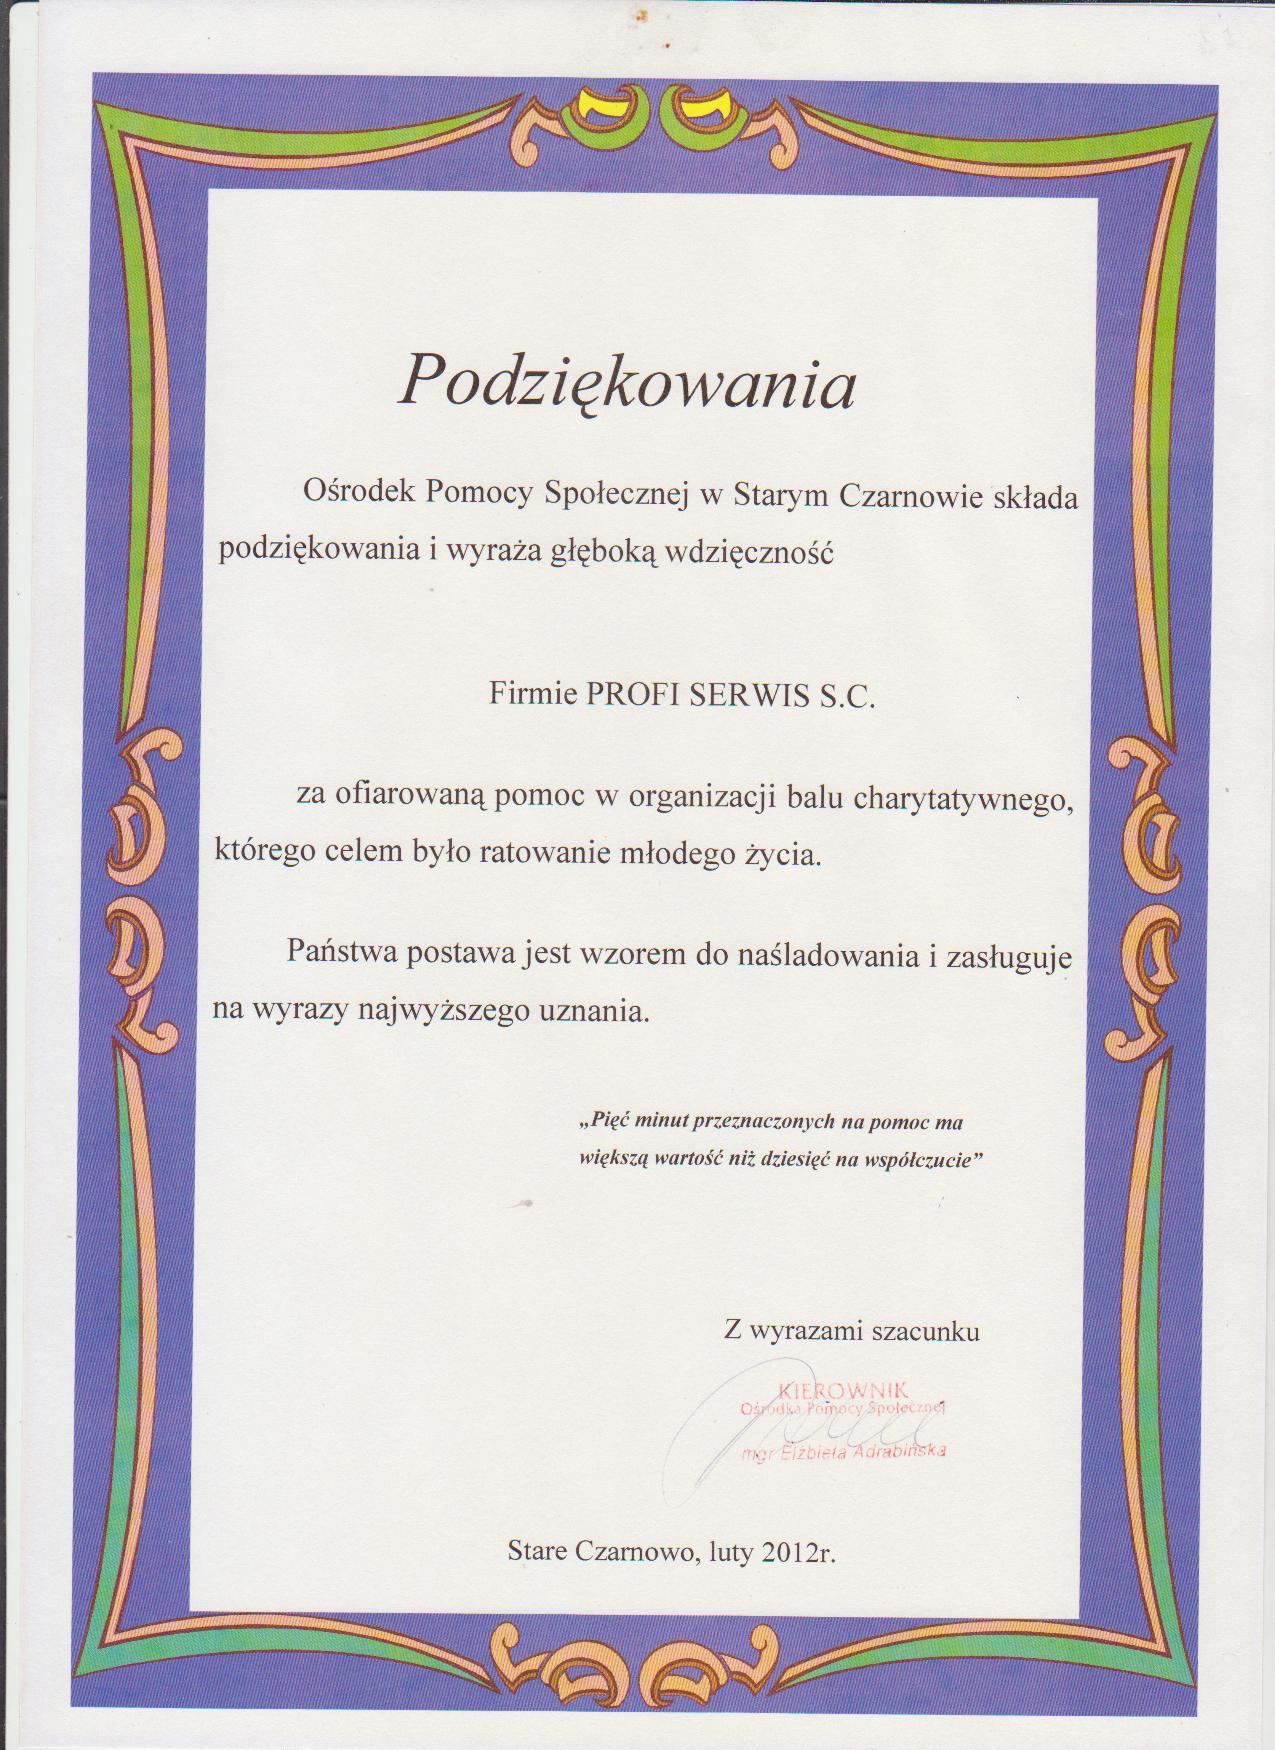 Podziękowania
Ośrodek Pomocy Społecznej w Starym Czarnowie składa
podziękowania i wyraża głęboką wdzięczność
Firmie PROFI SERWIS S.C.
za ofiarowaną pomoc w organizacji balu charytatywnego,
którego celem było ratowanie młodego życia.
Państwa postawa jest wzorem do naśladowania i zasługuje
na wyrazy najwyższego uznania.
„Pięć minut przeznaczonych na pomoc ma
większą wartość niż dziesięć na współczucie”
Z wyrazami szacunku
KIEROWNIK
Ośrodka Pomocy Społecznej
mgr Elżbieta Adrabińska
Stare Czarnowo, luty 2012r.